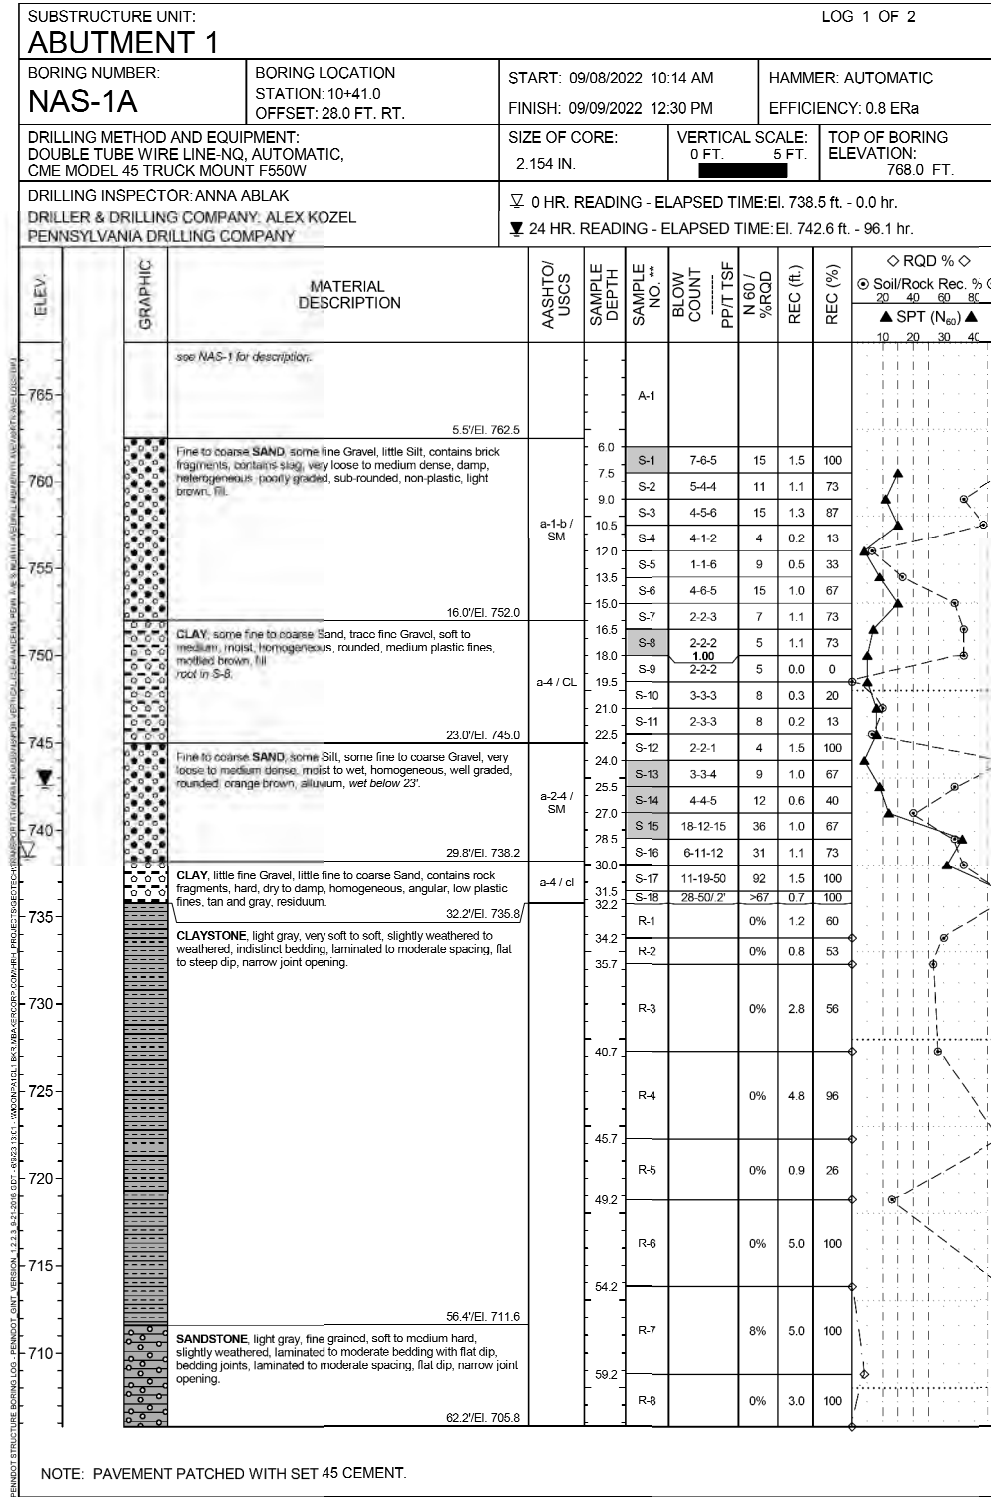 SUBSTRUCTURE UNIT:
LOG 1 OF 2
ABUTMENT 1
BORING NUMBER:
NAS-1A
BORING LOCATION
STATION: 10+41.0
OFFSET: 28.0 FT. RT.
START: 09/08/2022 10:14 AM
FINISH: 09/09/2022 12:30 PM
HAMMER: AUTOMATIC
EFFICIENCY: 0.8 ERa
DRILLING METHOD AND EQUIPMENT:
DOUBLE TUBE WIRE LINE-NQ, AUTOMATIC,
CME MODEL 45 TRUCK MOUNT F550W
SIZE OF CORE:
2.154 IN.
VERTICAL SCALE:
0 FT. 5 FT.
TOP OF BORING
ELEVATION:
768.0 FT.
DRILLING INSPECTOR: ANNA ABLAK
DRILLER & DRILLING COMPANY: ALEX KOZEL
PENNSYLVANIA DRILLING COMPANY
0 HR. READING - ELAPSED TIME:El. 738.5 ft. - 0.0 hr.
24 HR. READING - ELAPSED TIME: El. 742.6 ft. - 96.1 hr.
ELEV.
GRAPHIC
MATERIAL
DESCRIPTION
AASHTO/
USCS
SAMPLE
DEPTH
SAMPLE
NO. **
BLOW
COUNT
--------
PP/T TSF
N 60 /
%RQD
REC (ft.)
REC (%)
◇ RQD % ◇
⊙ Soil/Rock Rec. % ⊙
20 40 60 80
▲ SPT (N60) ▲
10 20 30 40
see NAS-1 for description.
5.5'/El. 762.5
Fine to coarse SAND, some fine Gravel, little Silt, contains brick
fragments, contains slag, very loose to medium dense, damp,
heterogeneous, poorly graded, sub-rounded, non-plastic, light
brown, fill.
16.0'/El. 752.0
a-1-b /
SM
CLAY, some fine to coarse Sand, trace fine Gravel, soft to
medium, moist, homogeneous, rounded, medium plastic fines,
mottled brown, fill
root in S-8.
23.0'/El. 745.0
a-4 / CL
Fine to coarse SAND, some Silt, some fine to coarse Gravel, very
loose to medium dense, moist to wet, homogeneous, well graded,
rounded, orange brown, alluvium, wet below 23'.
29.8'/El. 738.2
a-2-4 /
SM
CLAY, little fine Gravel, little fine to coarse Sand, contains rock
fragments, hard, dry to damp, homogeneous, angular, low plastic
fines, tan and gray, residuum.
32.2'/El. 735.8
a-4 / cl
CLAYSTONE, light gray, very soft to soft, slightly weathered to
weathered, indistinct bedding, laminated to moderate spacing, flat
to steep dip, narrow joint opening.
56.4'/El. 711.6
SANDSTONE, light gray, fine grained, soft to medium hard,
slightly weathered, laminated to moderate bedding with flat dip,
bedding joints, laminated to moderate spacing, flat dip, narrow joint
opening.
62.2'/El. 705.8
765
760
755
750
745
740
735
730
725
720
715
710
A-1
6.0
S-1 7-6-5 15 1.5 100
7.5
S-2 5-4-4 11 1.1 73
9.0
S-3 4-5-6 15 1.3 87
10.5
S-4 4-1-2 4 0.2 13
12.0
S-5 1-1-6 9 0.5 33
13.5
S-6 4-6-5 15 1.0 67
15.0
S-7 2-2-3 7 1.1 73
16.5
S-8 2-2-2 5 1.1 73
1.00
18.0
S-9 2-2-2 5 0.0 0
19.5
S-10 3-3-3 8 0.3 20
21.0
S-11 2-3-3 8 0.2 13
22.5
S-12 2-2-1 4 1.5 100
24.0
S-13 3-3-4 9 1.0 67
25.5
S-14 4-4-5 12 0.6 40
27.0
S 15 18-12-15 36 1.0 67
28.5
S-16 6-11-12 31 1.1 73
30.0
S-17 11-19-50 92 1.5 100
31.5
S-18 28-50/.2' >67 0.7 100
32.2
R-1 0% 1.2 60
34.2
R-2 0% 0.8 53
35.7
R-3 0% 2.8 56
40.7
R-4 0% 4.8 96
45.7
R-5 0% 0.9 26
49.2
R-6 0% 5.0 100
54.2
R-7 8% 5.0 100
59.2
R-8 0% 3.0 100
NOTE: PAVEMENT PATCHED WITH SET 45 CEMENT.